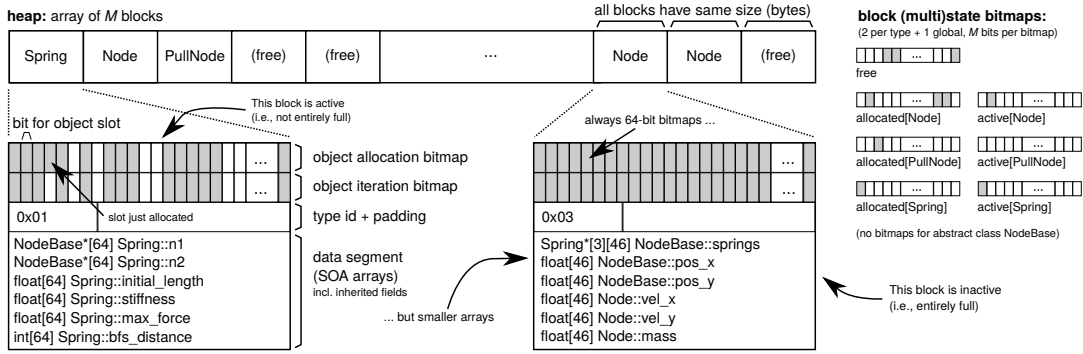 heap: array of M blocks
all blocks have same size (bytes)
Spring
Node
PullNode
(free)
(free)
...
Node
Node
(free)
bit for object slot
This block is active
(i.e., not entirely full)
...
object allocation bitmap
...
object iteration bitmap
0x01
slot just allocated
type id + padding
NodeBase*[64] Spring::n1
NodeBase*[64] Spring::n2
float[64] Spring::initial_length
float[64] Spring::stiffness
float[64] Spring::max_force
int[64] Spring::bfs_distance
data segment
(SOA arrays)
incl. inherited fields
always 64-bit bitmaps ...
...
...
0x03
Spring*[3][46] NodeBase::springs
float[46] NodeBase::pos_x
float[46] NodeBase::pos_y
float[46] Node::vel_x
float[46] Node::vel_y
float[46] Node::mass
... but smaller arrays
This block is inactive
(i.e., entirely full)
block (multi)state bitmaps:
(2 per type + 1 global, M bits per bitmap)
...
free
...
allocated[Node]
...
active[Node]
...
allocated[PullNode]
...
active[PullNode]
...
allocated[Spring]
...
active[Spring]
(no bitmaps for abstract class NodeBase)